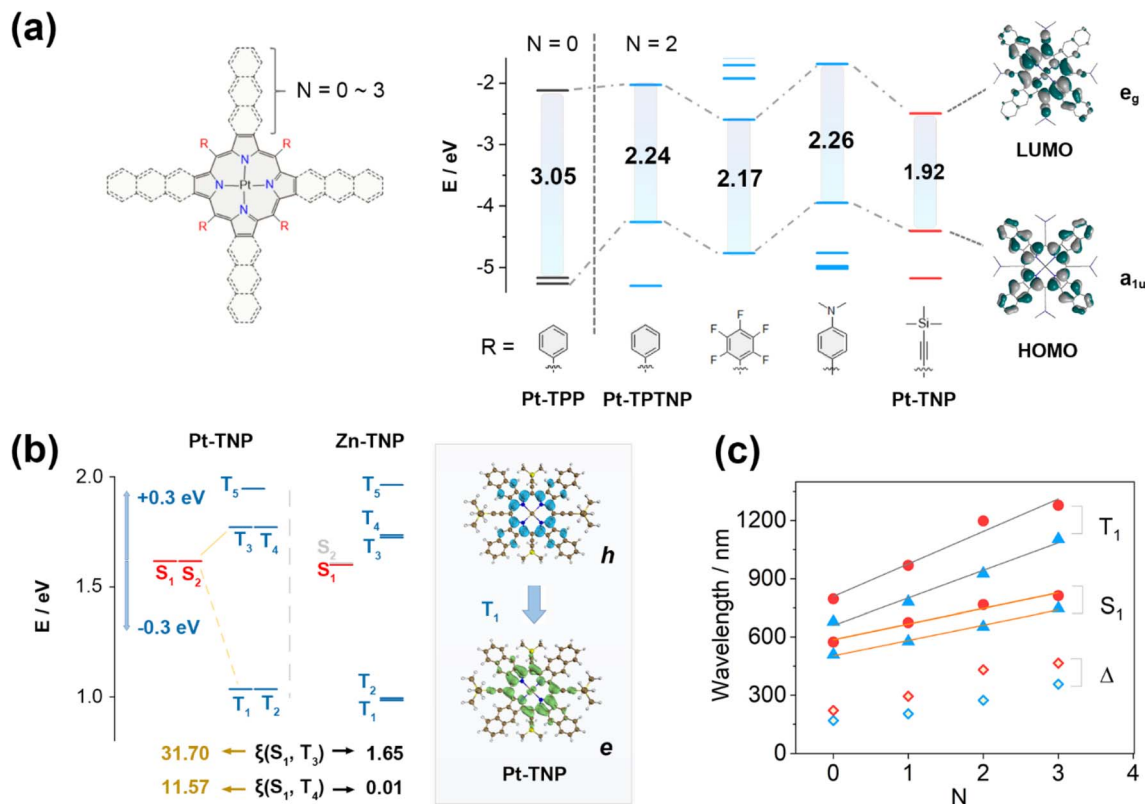 (a)
N = 0 ~ 3
R
R
N
N
Pt
N
N
R
R
N = 0
N = 2
E / eV
-2
-3
-4
-5
3.05
2.24
2.17
2.26
1.92
e_g
LUMO
a_1u
HOMO
R =
F
F
F
F
F
N
Si
Pt-TPP
Pt-TPTNP
Pt-TNP
(b)
Pt-TNP
Zn-TNP
E / eV
2.0
1.5
1.0
+0.3 eV
-0.3 eV
T₅
T₃ T₄
S₁ S₂
T₁ T₂
T₅
T₄
T₃
S₂
S₁
T₂
T₁
31.70 ← ξ(S₁, T₃) → 1.65
11.57 ← ξ(S₁, T₄) → 0.01
h
T₁
e
Pt-TNP
(c)
Wavelength / nm
1200
900
600
300
0
T₁
S₁
Δ
0 1 2 3 4
N